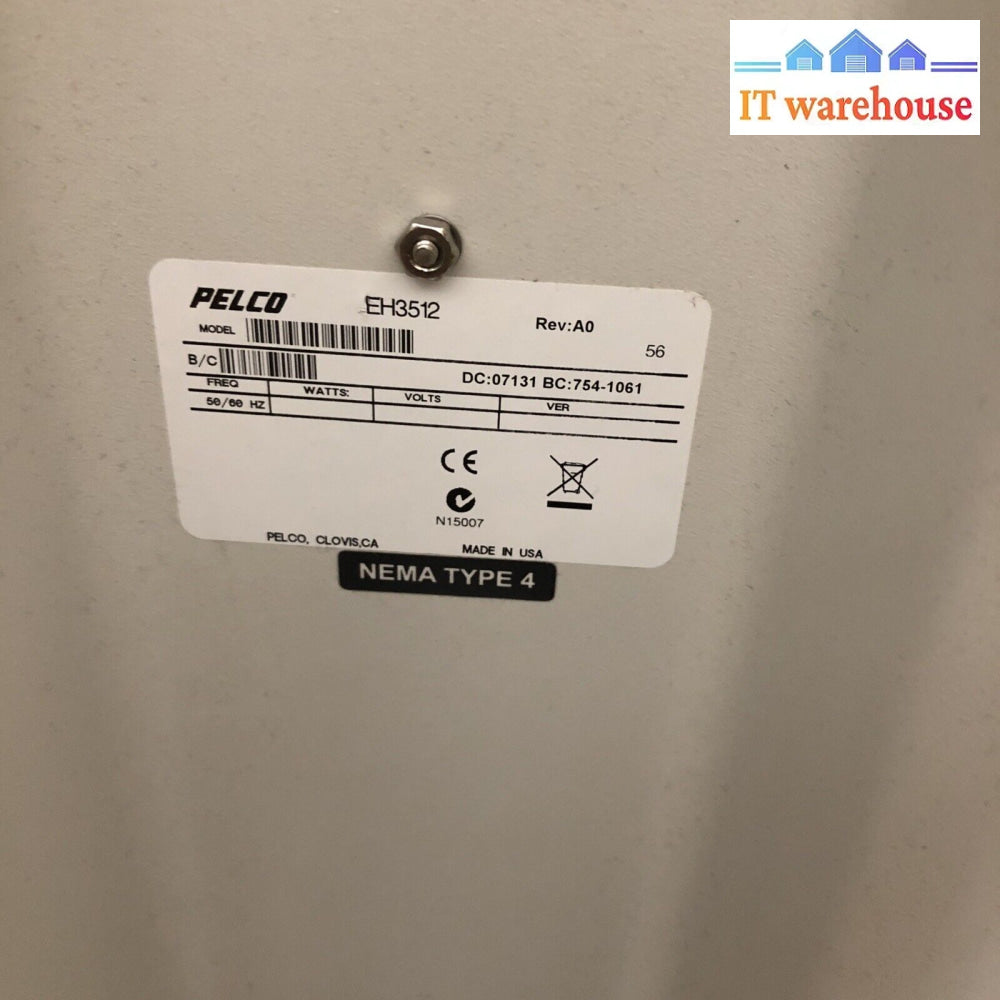 IT warehouse
PELCO EH3512 Rev:A0
MODEL 56
B/C DC:07131 BC:754-1061
FREQ WATTS: VOLTS VER
50/60 HZ
CE
N15007
PELCO, CLOVIS,CA MADE IN USA
NEMA TYPE 4